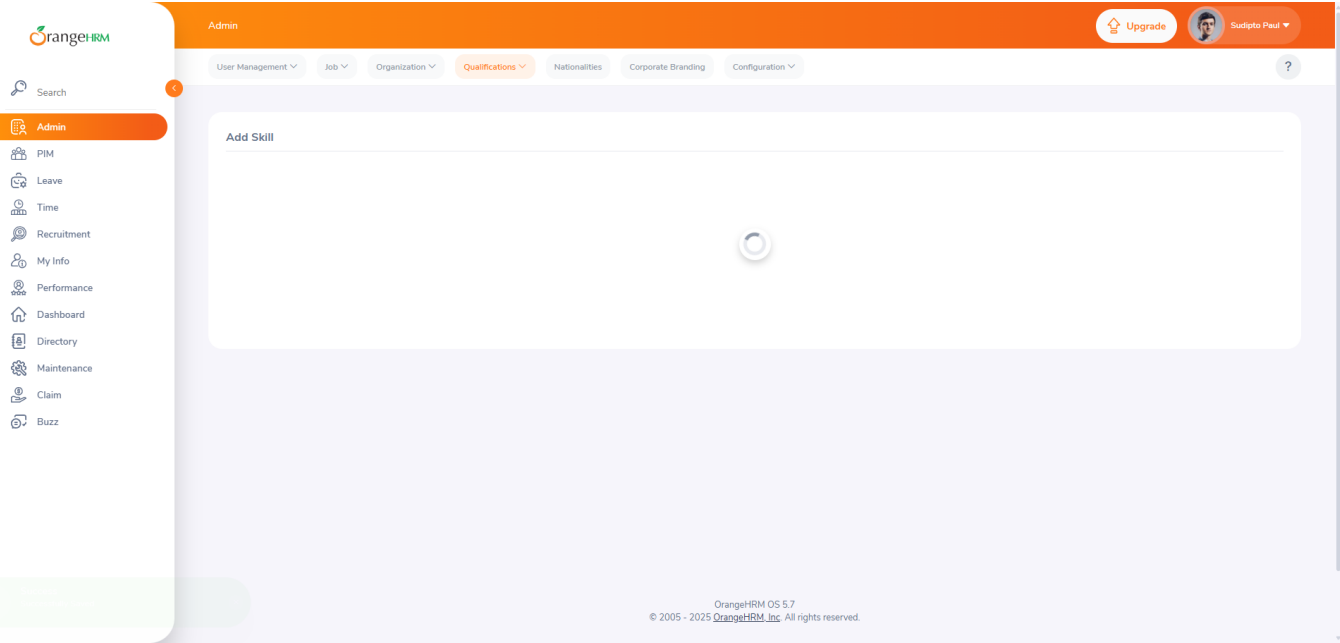 OrangeHRM
Admin
Upgrade
Sudipto Paul
User Management
Job
Organization
Qualifications
Nationalities
Corporate Branding
Configuration
?
Search
Admin
PIM
Leave
Time
Recruitment
My Info
Performance
Dashboard
Directory
Maintenance
Claim
Buzz
Add Skill
OrangeHRM OS 5.7
© 2005 - 2025 OrangeHRM, Inc. All rights reserved.